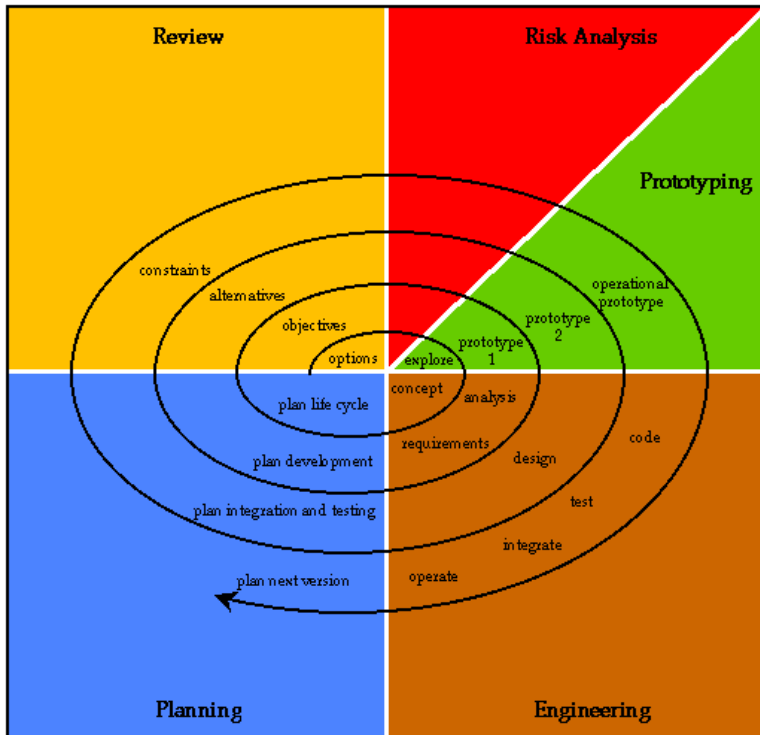 Review
Risk Analysis
Prototyping
constraints
alternatives
objectives
options
operational
prototype
prototype
2
prototype
1
explore
concept
analysis
requirements
design
code
test
integrate
operate
plan life cycle
plan development
plan integration and testing
plan next version
Planning
Engineering